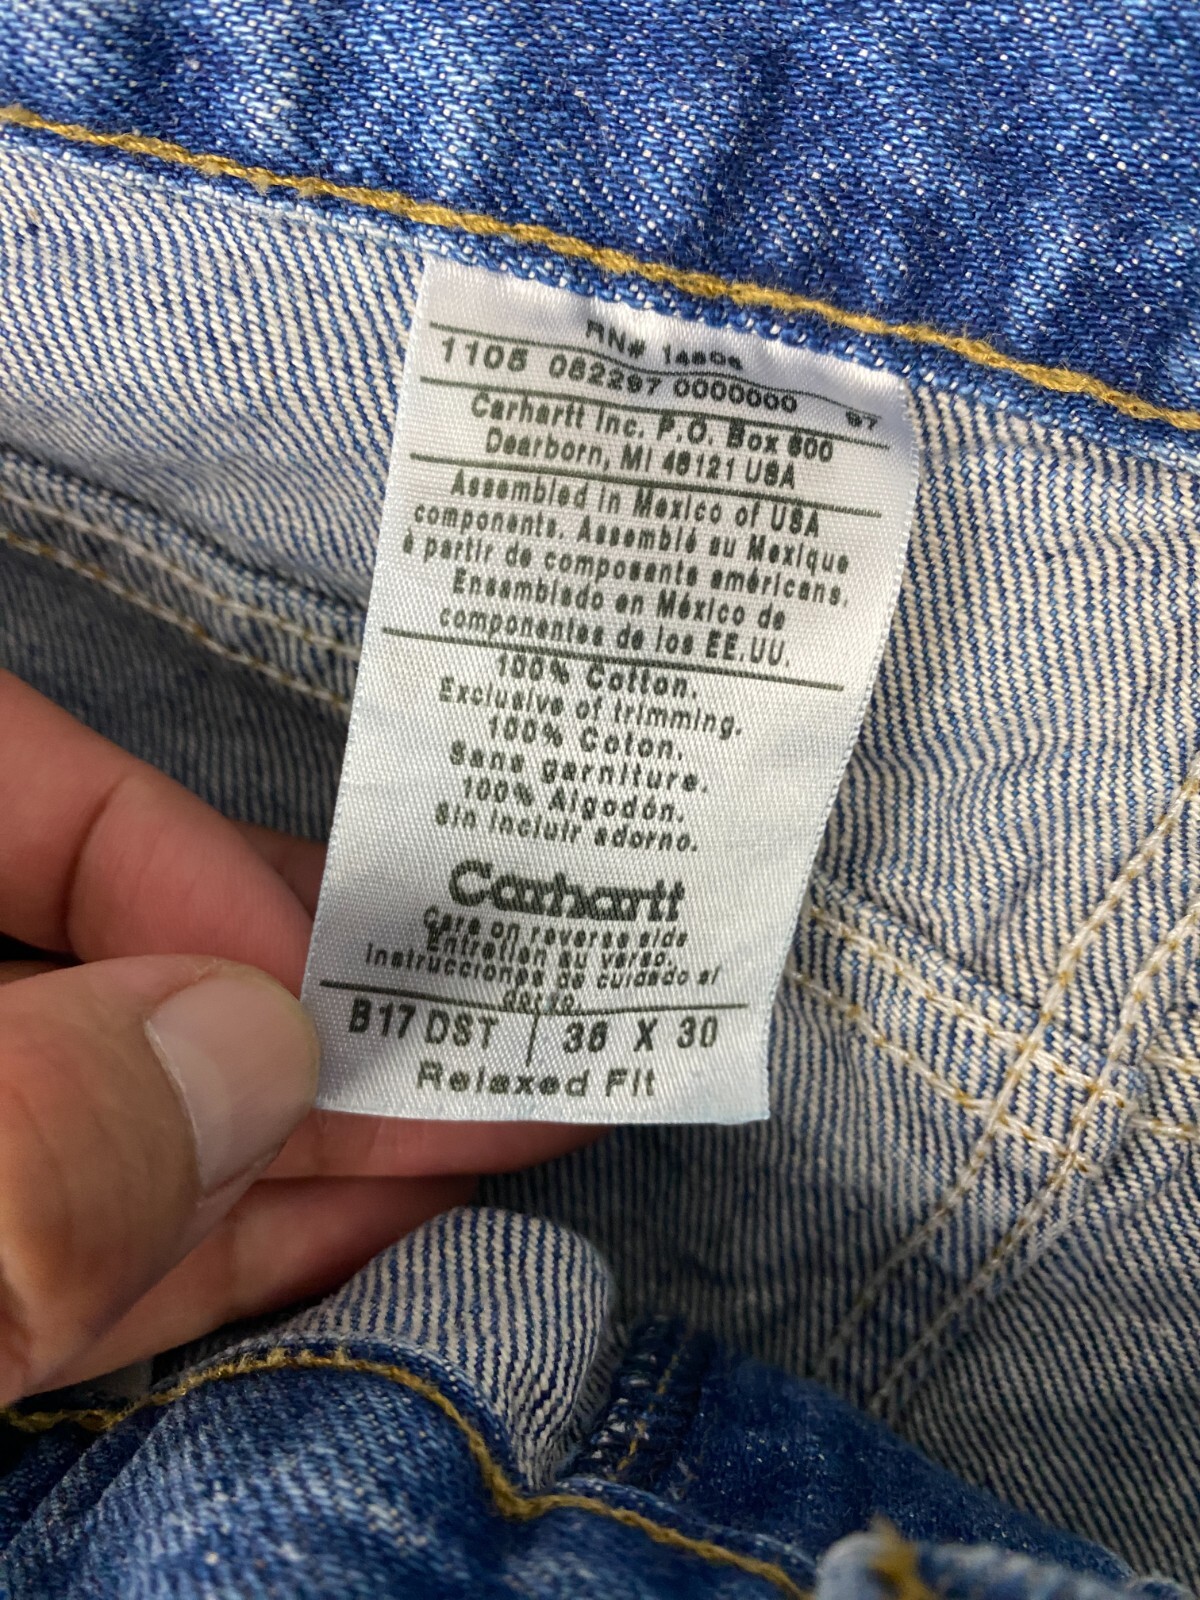 RN# 14806
1105 082297 0000000 97
Carhartt Inc. P.O. Box 600
Dearborn, MI 48121 USA
Assembled in Mexico of USA
components. Assemblé au Mexique
à partir de composants américans.
Ensamblado en México de
componentes de los EE.UU.
100% Cotton.
Exclusive of trimming.
100% Coton.
Sans garniture.
100% Algodón.
Sin incluir adorno.
Carhartt
Care on reverse side
Entretien au verso.
Instrucciones de cuidado al
dorso.
B17 DST 36 X 30
Relaxed Fit